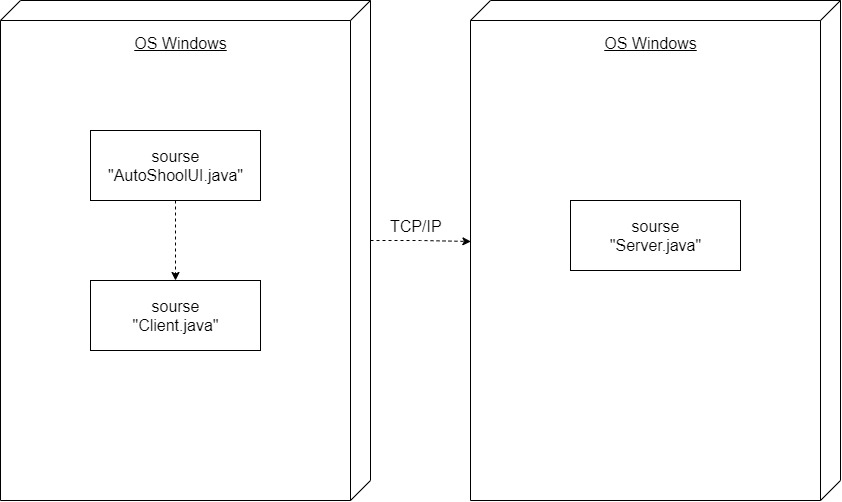 OS Windows
sourse
"AutoShoolUI.java"
sourse
"Client.java"
TCP/IP
OS Windows
sourse
"Server.java"